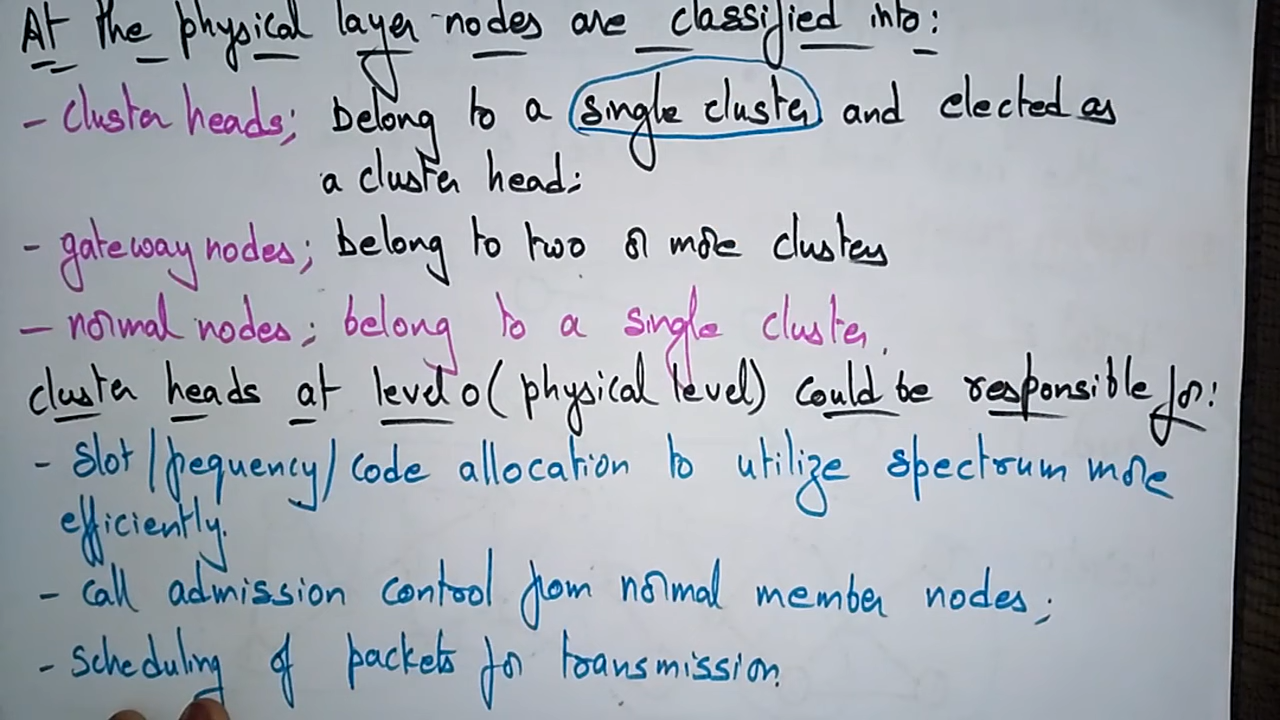 At the physical layer nodes are classified into:
- cluster heads; belong to a single cluster and elected as
a cluster head;
- gateway nodes; belong to two or more clusters
- normal nodes; belong to a single cluster.
cluster heads at level 0 (physical level) could be responsible for:
- slot/frequency/code allocation to utilize spectrum more
efficiently.
- call admission control from normal member nodes;
- scheduling of packets for transmission.